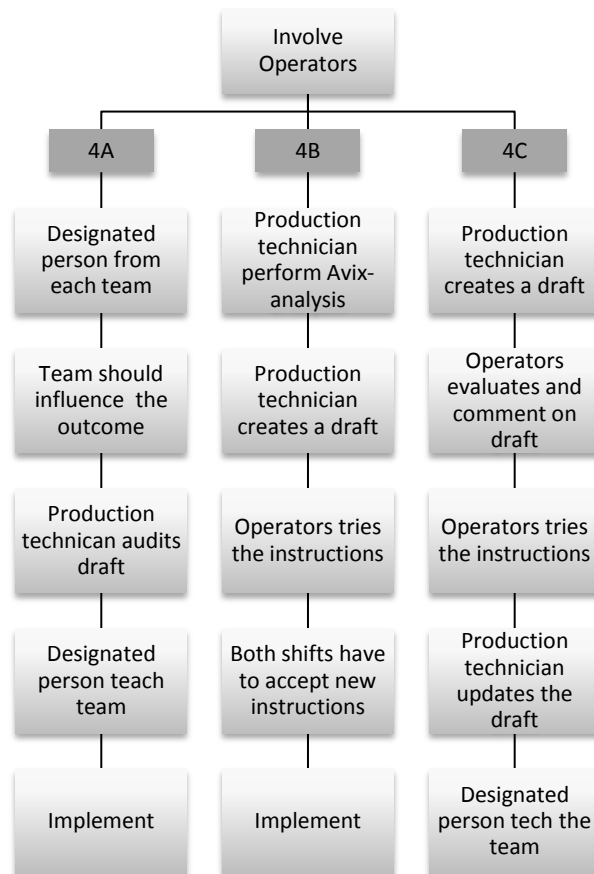 Involve
Operators
4A
4B
4C
Designated
person from
each team
Production
technician
perform Avix-
analysis
Production
technician
creates a draft
Team should
influence the
outcome
Production
technician
creates a draft
Operators
evaluates and
comment on
draft
Production
technican audits
draft
Operators tries
the instructions
Operators tries
the instructions
Designated
person teach
team
Both shifts have
to accept new
instructions
Production
technician
updates the
draft
Implement
Implement
Designated
person tech the
team